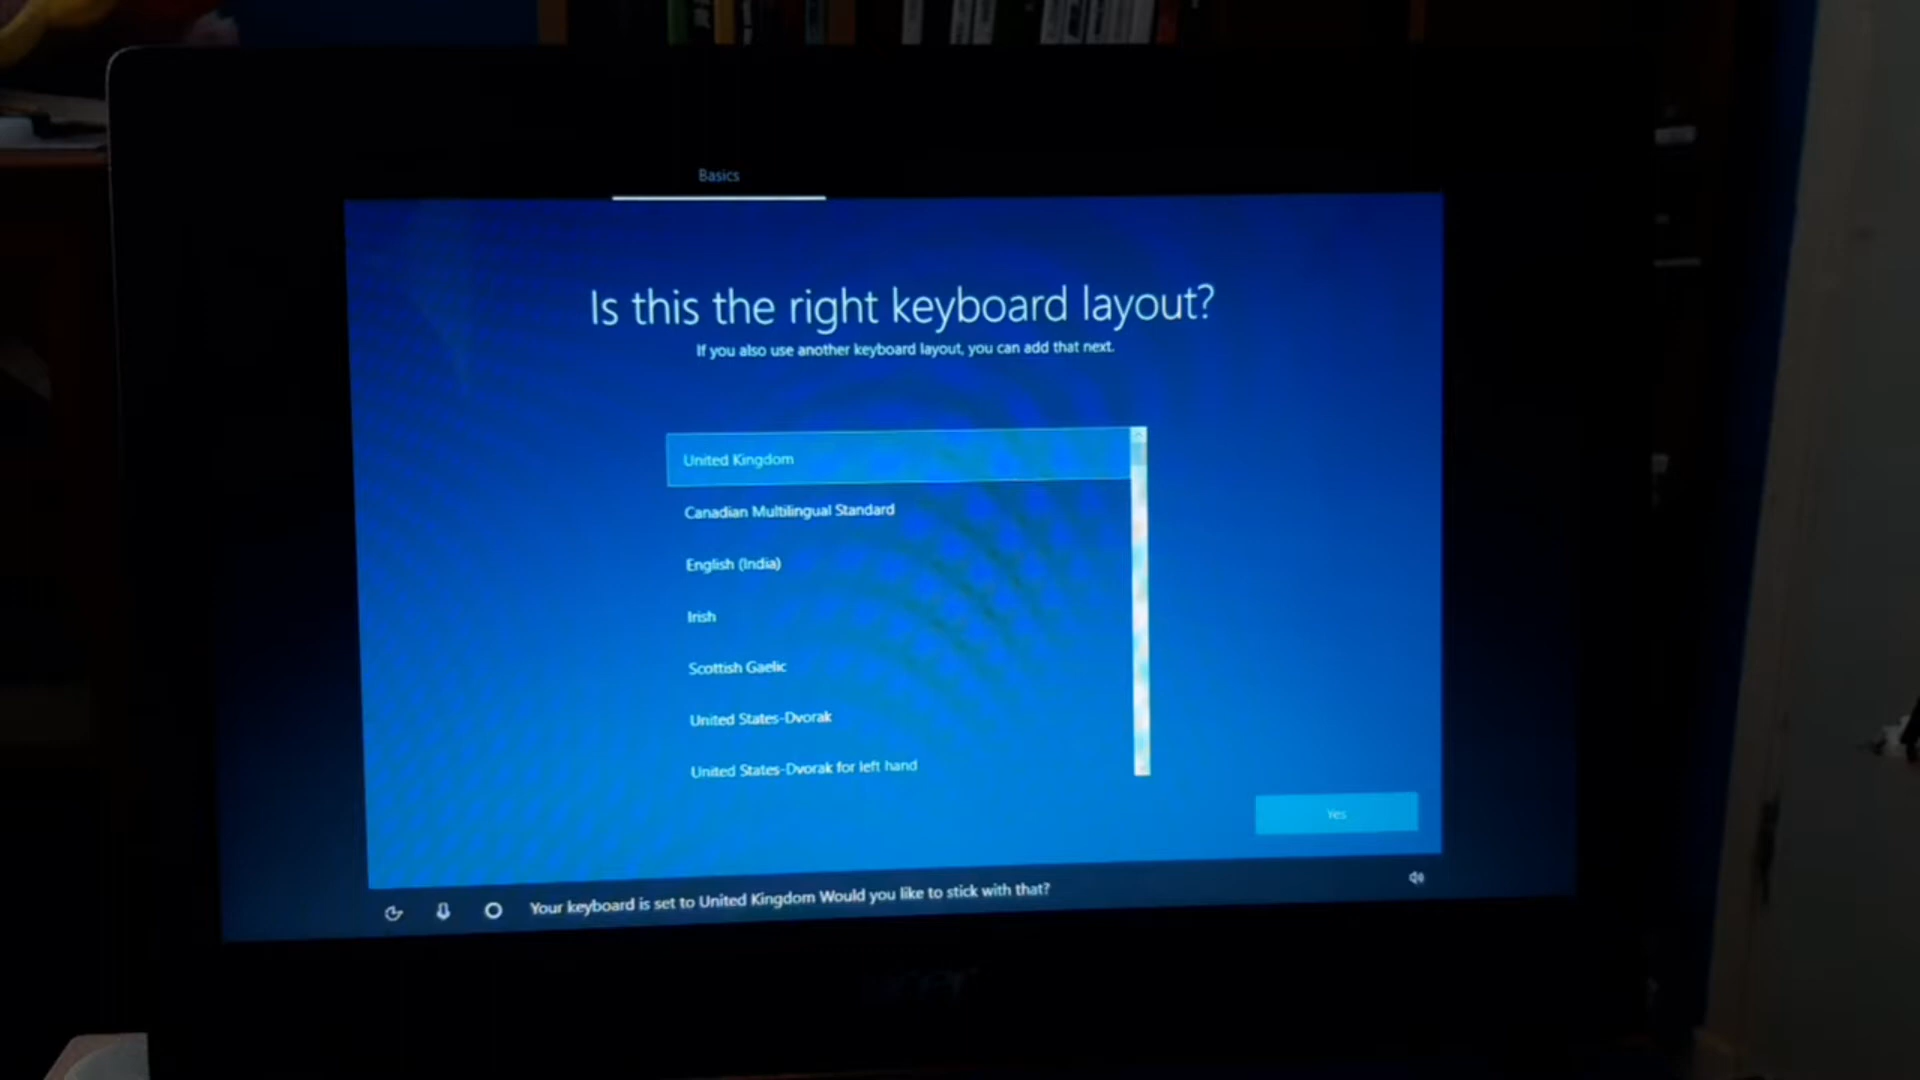 Basics
Is this the right keyboard layout?
If you also use another keyboard layout, you can add that next.
United Kingdom
Canadian Multilingual Standard
English (India)
Irish
Scottish Gaelic
United States-Dvorak
United States-Dvorak for left hand
Yes
Your keyboard is set to United Kingdom Would you like to stick with that?
acer